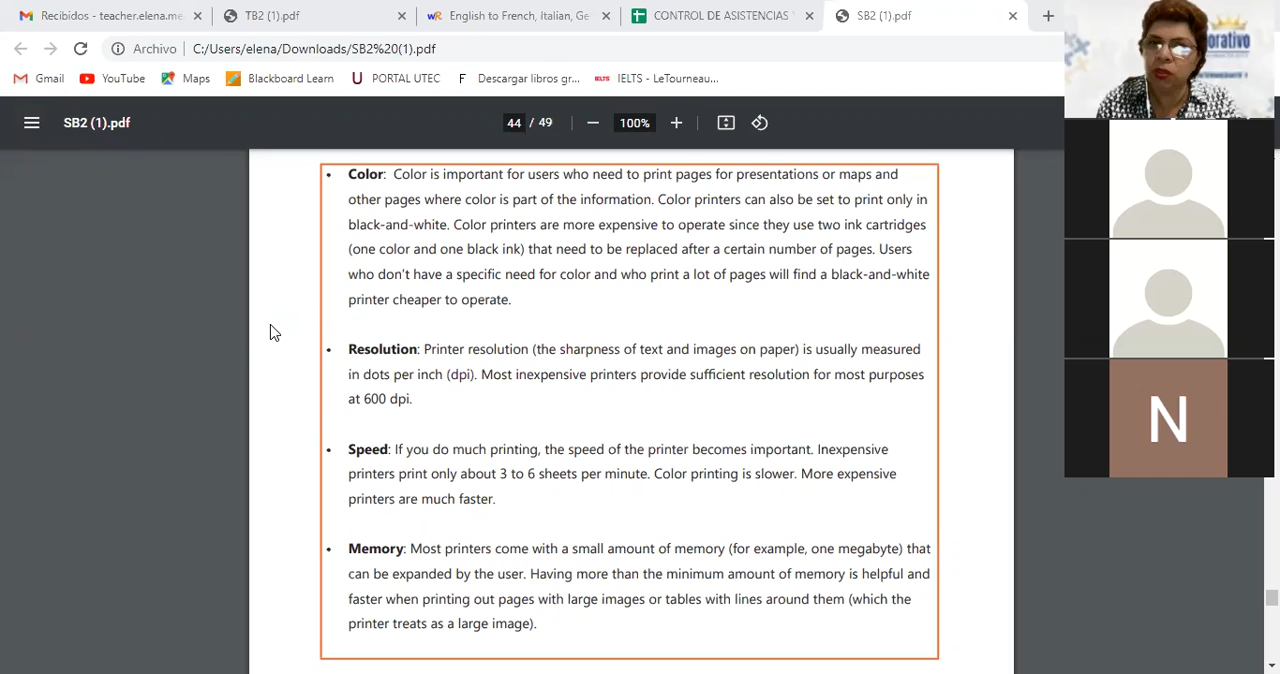 Recibidos - teacher.elena.me
TB2 (1).pdf
English to French, Italian, Ge
CONTROL DE ASISTENCIAS
SB2 (1).pdf
Archivo C:/Users/elena/Downloads/SB2%20(1).pdf
Gmail YouTube Maps Blackboard Learn PORTAL UTEC Descargar libros gr... IELTS - LeTourneau...
SB2 (1).pdf 44 / 49 100%
• Color: Color is important for users who need to print pages for presentations or maps and
other pages where color is part of the information. Color printers can also be set to print only in
black-and-white. Color printers are more expensive to operate since they use two ink cartridges
(one color and one black ink) that need to be replaced after a certain number of pages. Users
who don't have a specific need for color and who print a lot of pages will find a black-and-white
printer cheaper to operate.
• Resolution: Printer resolution (the sharpness of text and images on paper) is usually measured
in dots per inch (dpi). Most inexpensive printers provide sufficient resolution for most purposes
at 600 dpi.
• Speed: If you do much printing, the speed of the printer becomes important. Inexpensive
printers print only about 3 to 6 sheets per minute. Color printing is slower. More expensive
printers are much faster.
• Memory: Most printers come with a small amount of memory (for example, one megabyte) that
can be expanded by the user. Having more than the minimum amount of memory is helpful and
faster when printing out pages with large images or tables with lines around them (which the
printer treats as a large image).
orativo
N